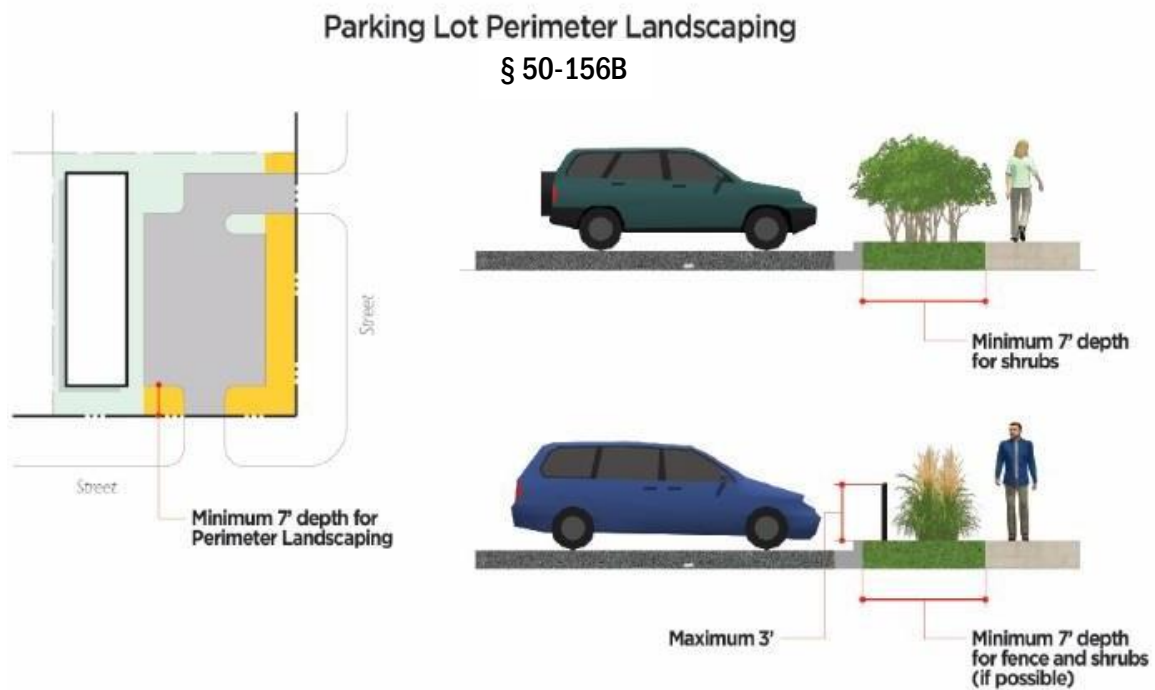 Parking Lot Perimeter Landscaping
§ 50-156B
Street
Street
Minimum 7' depth for
Perimeter Landscaping
Minimum 7' depth
for shrubs
Maximum 3'
Minimum 7' depth
for fence and shrubs
(if possible)